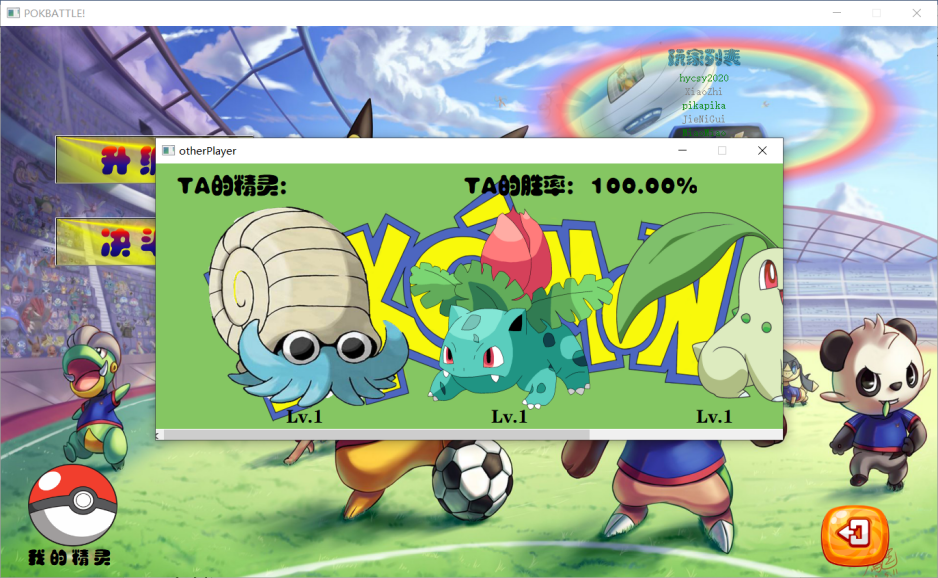 POKBATTLE!
玩家列表
hycsy2020
XiaoZhi
pikapika
JieNiGui
otherPlayer
TA的精灵:
TA的胜率: 100.00%
Lv.1
Lv.1
Lv.1
我的精灵